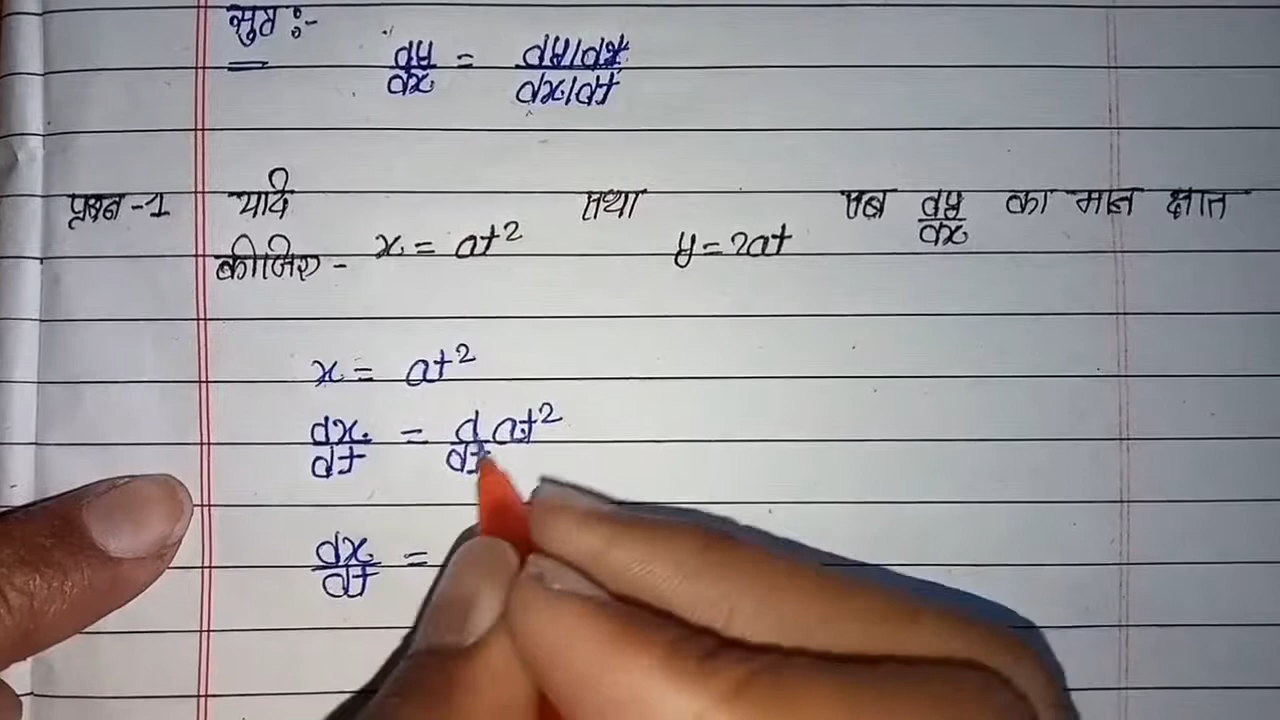 सुत्र :-
dy/dx = dy/dt / dx/dt
प्रश्न-1 यदि x = at² तथा y = 2at तब dy/dx का मान ज्ञात
कीजिए -
x = at²
dx/dt = d/dt at²
dx/dt =